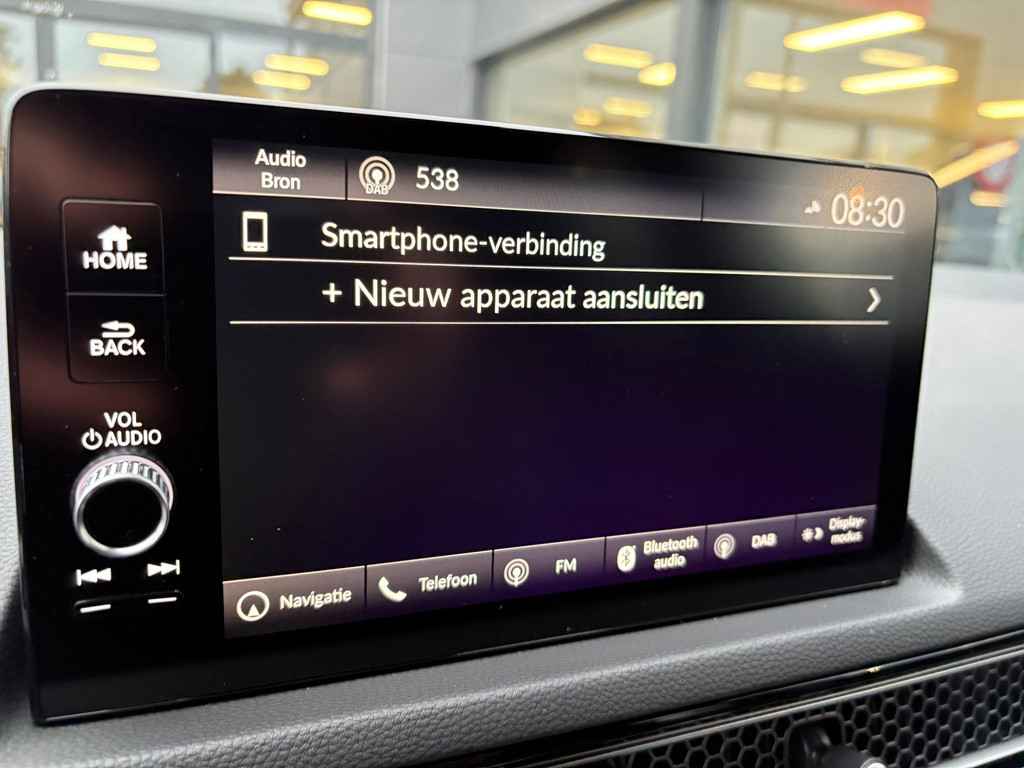 Audio
Bron
DAB
538
08:30
HOME
Smartphone-verbinding
+ Nieuw apparaat aansluiten
BACK
VOL
AUDIO
Navigatie
Telefoon
FM
Bluetooth
audio
DAB
Display-
modus